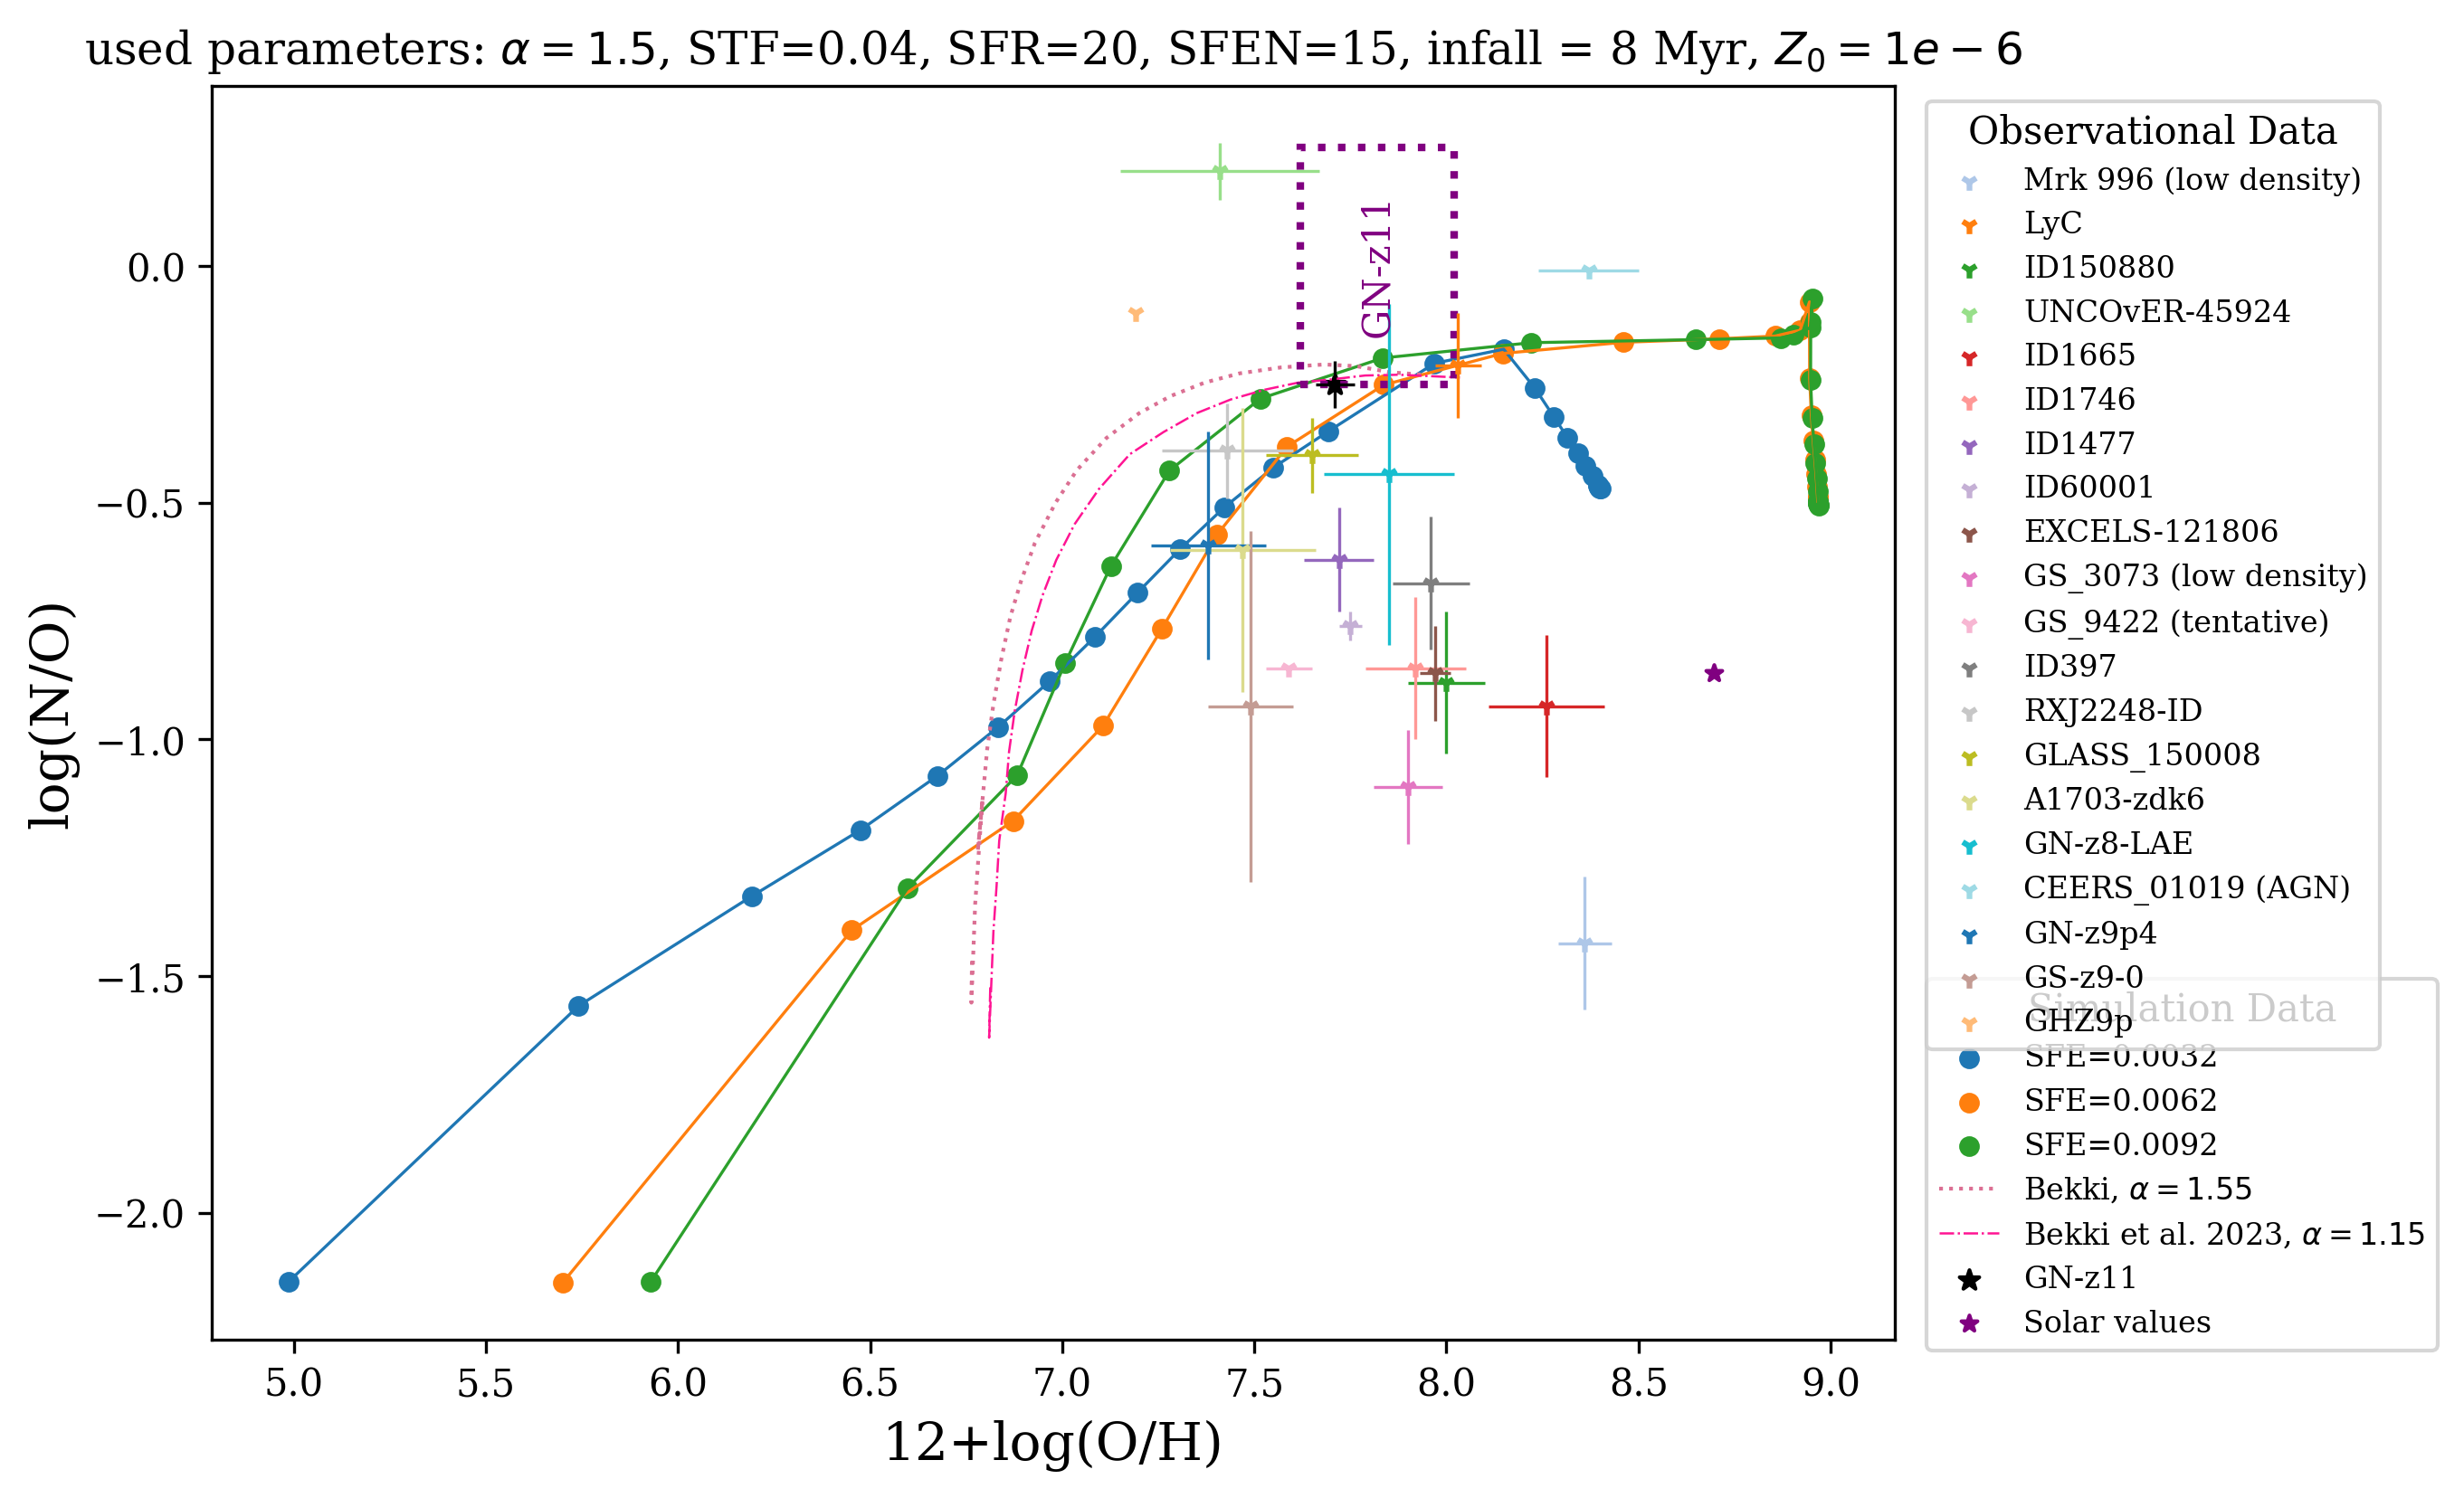 used parameters: α = 1.5, STF=0.04, SFR=20, SFEN=15, infall = 8 Myr, Z₀ = 1e − 6
log(N/O)
0.0
−0.5
−1.0
−1.5
−2.0
GN-z11
5.0 5.5 6.0 6.5 7.0 7.5 8.0 8.5 9.0
12+log(O/H)
Observational Data
Mrk 996 (low density)
LyC
ID150880
UNCOvER-45924
ID1665
ID1746
ID1477
ID60001
EXCELS-121806
GS_3073 (low density)
GS_9422 (tentative)
ID397
RXJ2248-ID
GLASS_150008
A1703-zdk6
GN-z8-LAE
CEERS_01019 (AGN)
GN-z9p4
GS-z9-0
GHZ9p
Simulation Data
SFE=0.0032
SFE=0.0062
SFE=0.0092
Bekki, α = 1.55
Bekki et al. 2023, α = 1.15
GN-z11
Solar values